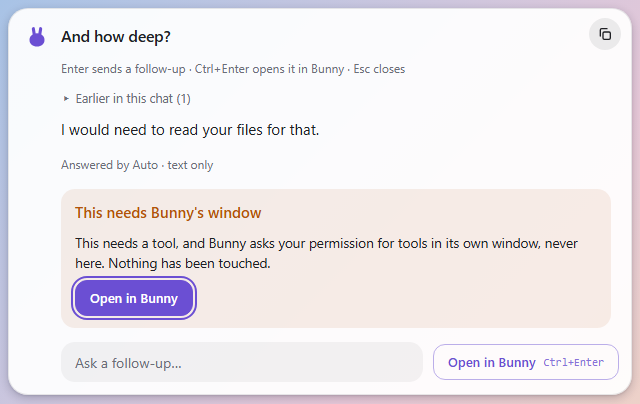 And how deep?
Enter sends a follow-up · Ctrl+Enter opens it in Bunny · Esc closes
▸ Earlier in this chat (1)
I would need to read your files for that.
Answered by Auto · text only
This needs Bunny's window
This needs a tool, and Bunny asks your permission for tools in its own window, never
here. Nothing has been touched.
Open in Bunny
Ask a follow-up...
Open in Bunny Ctrl+Enter